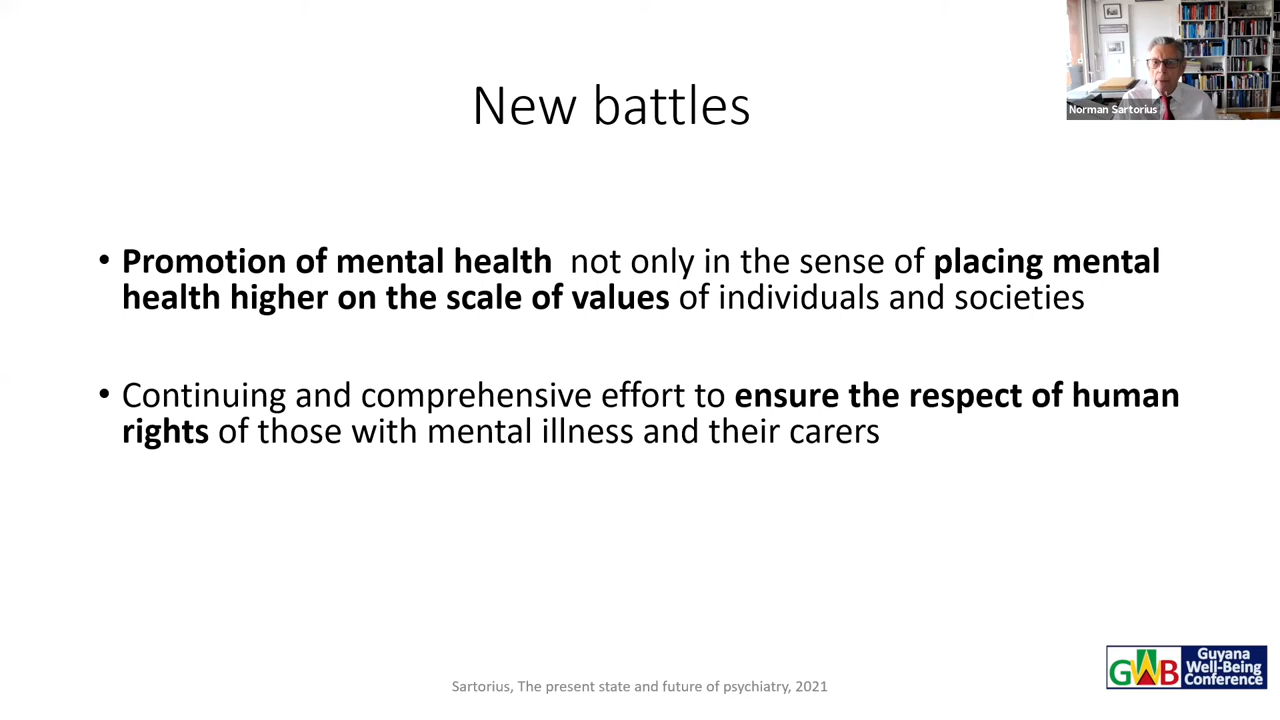 New battles
Norman Sartorius
• Promotion of mental health not only in the sense of placing mental
health higher on the scale of values of individuals and societies
• Continuing and comprehensive effort to ensure the respect of human
rights of those with mental illness and their carers
Sartorius, The present state and future of psychiatry, 2021
GWB
Guyana
Well-Being
Conference